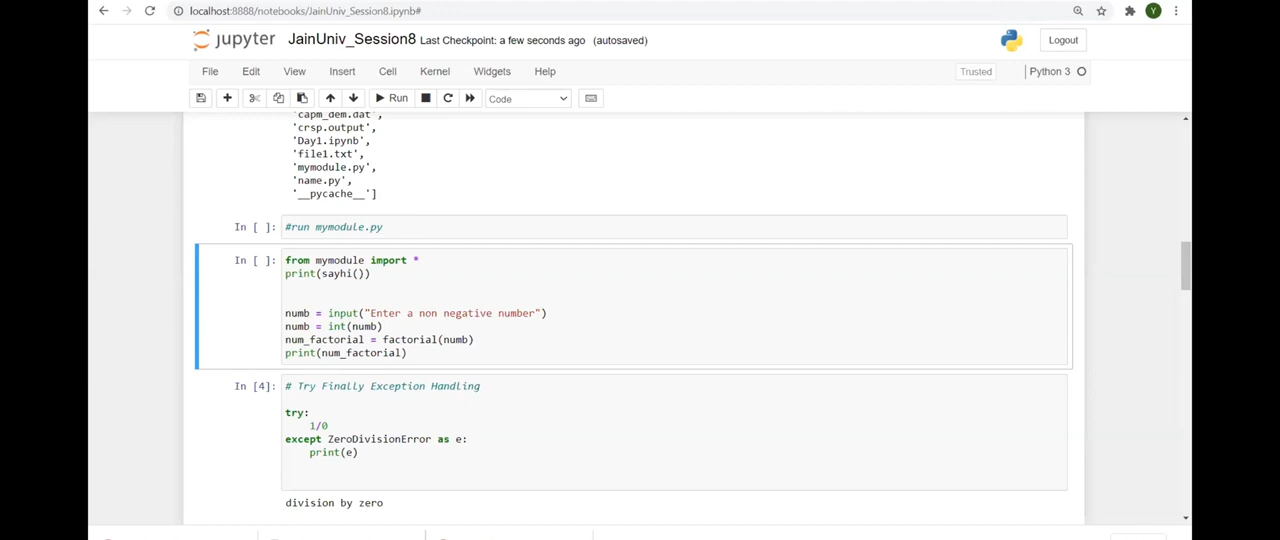 localhost:8888/notebooks/JainUniv_Session8.ipynb#
Y
jupyter JainUniv_Session8 Last Checkpoint: a few seconds ago (autosaved)
Logout
File Edit View Insert Cell Kernel Widgets Help
Trusted
Python 3
Run
Code
'capm_dem.dat',
'crsp.output',
'Day1.ipynb',
'file1.txt',
'mymodule.py',
'name.py',
'__pycache__']
In [ ]: #run mymodule.py
In [ ]: from mymodule import *
print(sayhi())
numb = input("Enter a non negative number")
numb = int(numb)
num_factorial = factorial(numb)
print(num_factorial)
In [4]: # Try Finally Exception Handling
try:
1/0
except ZeroDivisionError as e:
print(e)
division by zero